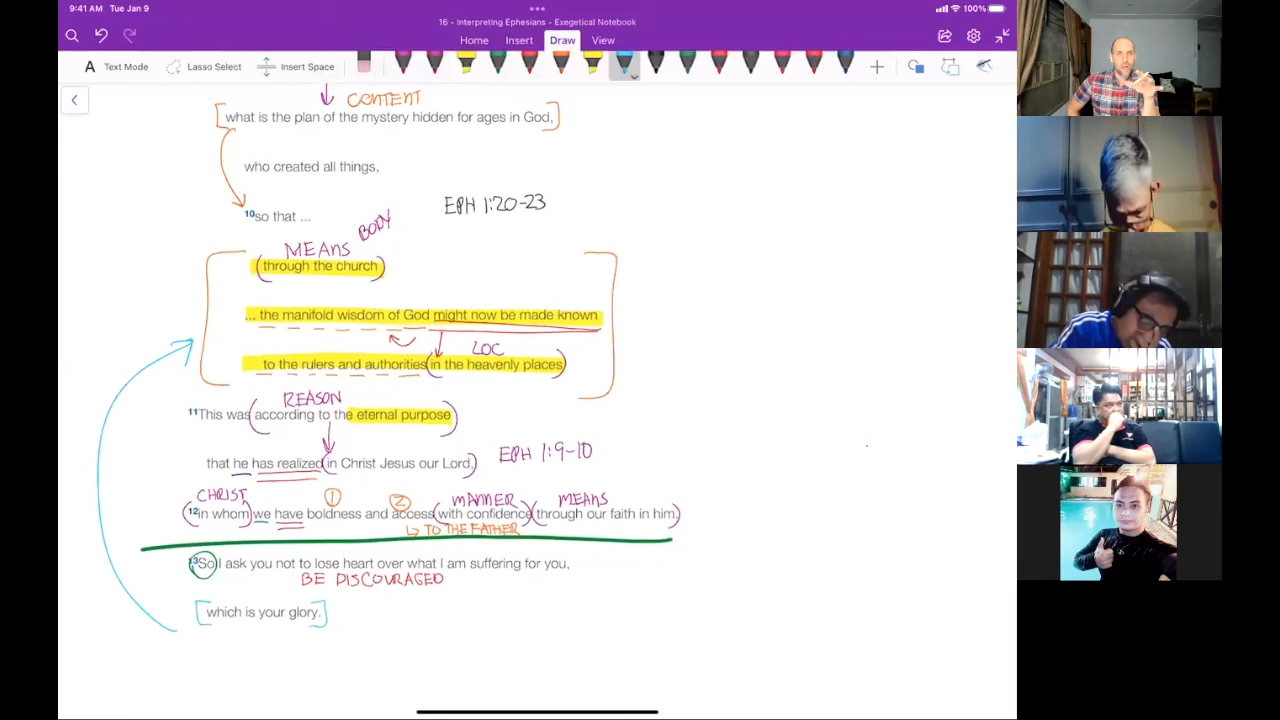 9:41 AM Tue Jan 9
100%
16 - Interpreting Ephesians - Exegetical Notebook
Home Insert Draw View
A Text Mode Lasso Select Insert Space
CONTENT
[what is the plan of the mystery hidden for ages in God,]
who created all things,
10so that ...
EPH 1:20-23
MEANS BODY
(through the church)
... the manifold wisdom of God might now be made known
LOC
to the rulers and authorities (in the heavenly places)
REASON
11This was (according to the eternal purpose)
that he has realized (in Christ Jesus our Lord,) EPH 1:9-10
CHRIST 1 2 MANNER MEANS
(12in whom) we have boldness and access (with confidence) (through our faith in him.)
TO THE FATHER
13So I ask you not to lose heart over what I am suffering for you,
BE DISCOURAGED
[which is your glory.]